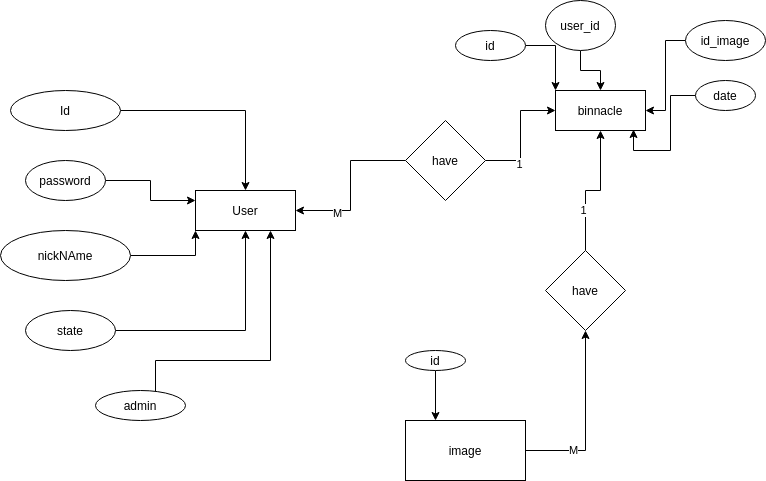 user_id
id
id_image
date
binnacle
Id
have
1
password
User
M
1
nickNAme
have
state
id
admin
image
M